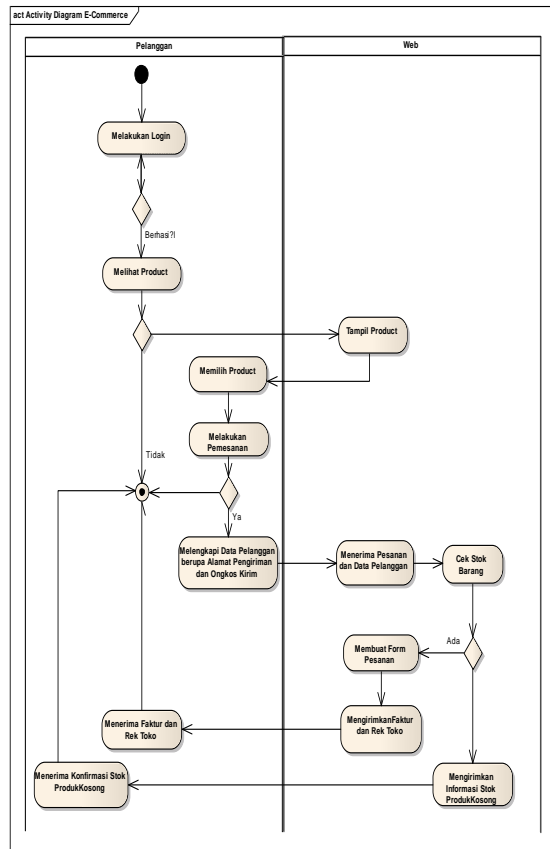 act Activity Diagram E-Commerce
Pelanggan
Web
Melakukan Login
Berhasi?l
Melihat Product
Tampil Product
Memilih Product
Melakukan
Pemesanan
Tidak
Ya
Melengkapi Data Pelanggan
berupa Alamat Pengiriman
dan Ongkos Kirim
Menerima Pesanan
dan Data Pelanggan
Cek Stok
Barang
Ada
Membuat Form
Pesanan
MengirimkanFaktur
dan Rek Toko
Menerima Faktur dan
Rek Toko
Menerima Konfirmasi Stok
ProdukKosong
Mengirimkan
Informasi Stok
ProdukKosong